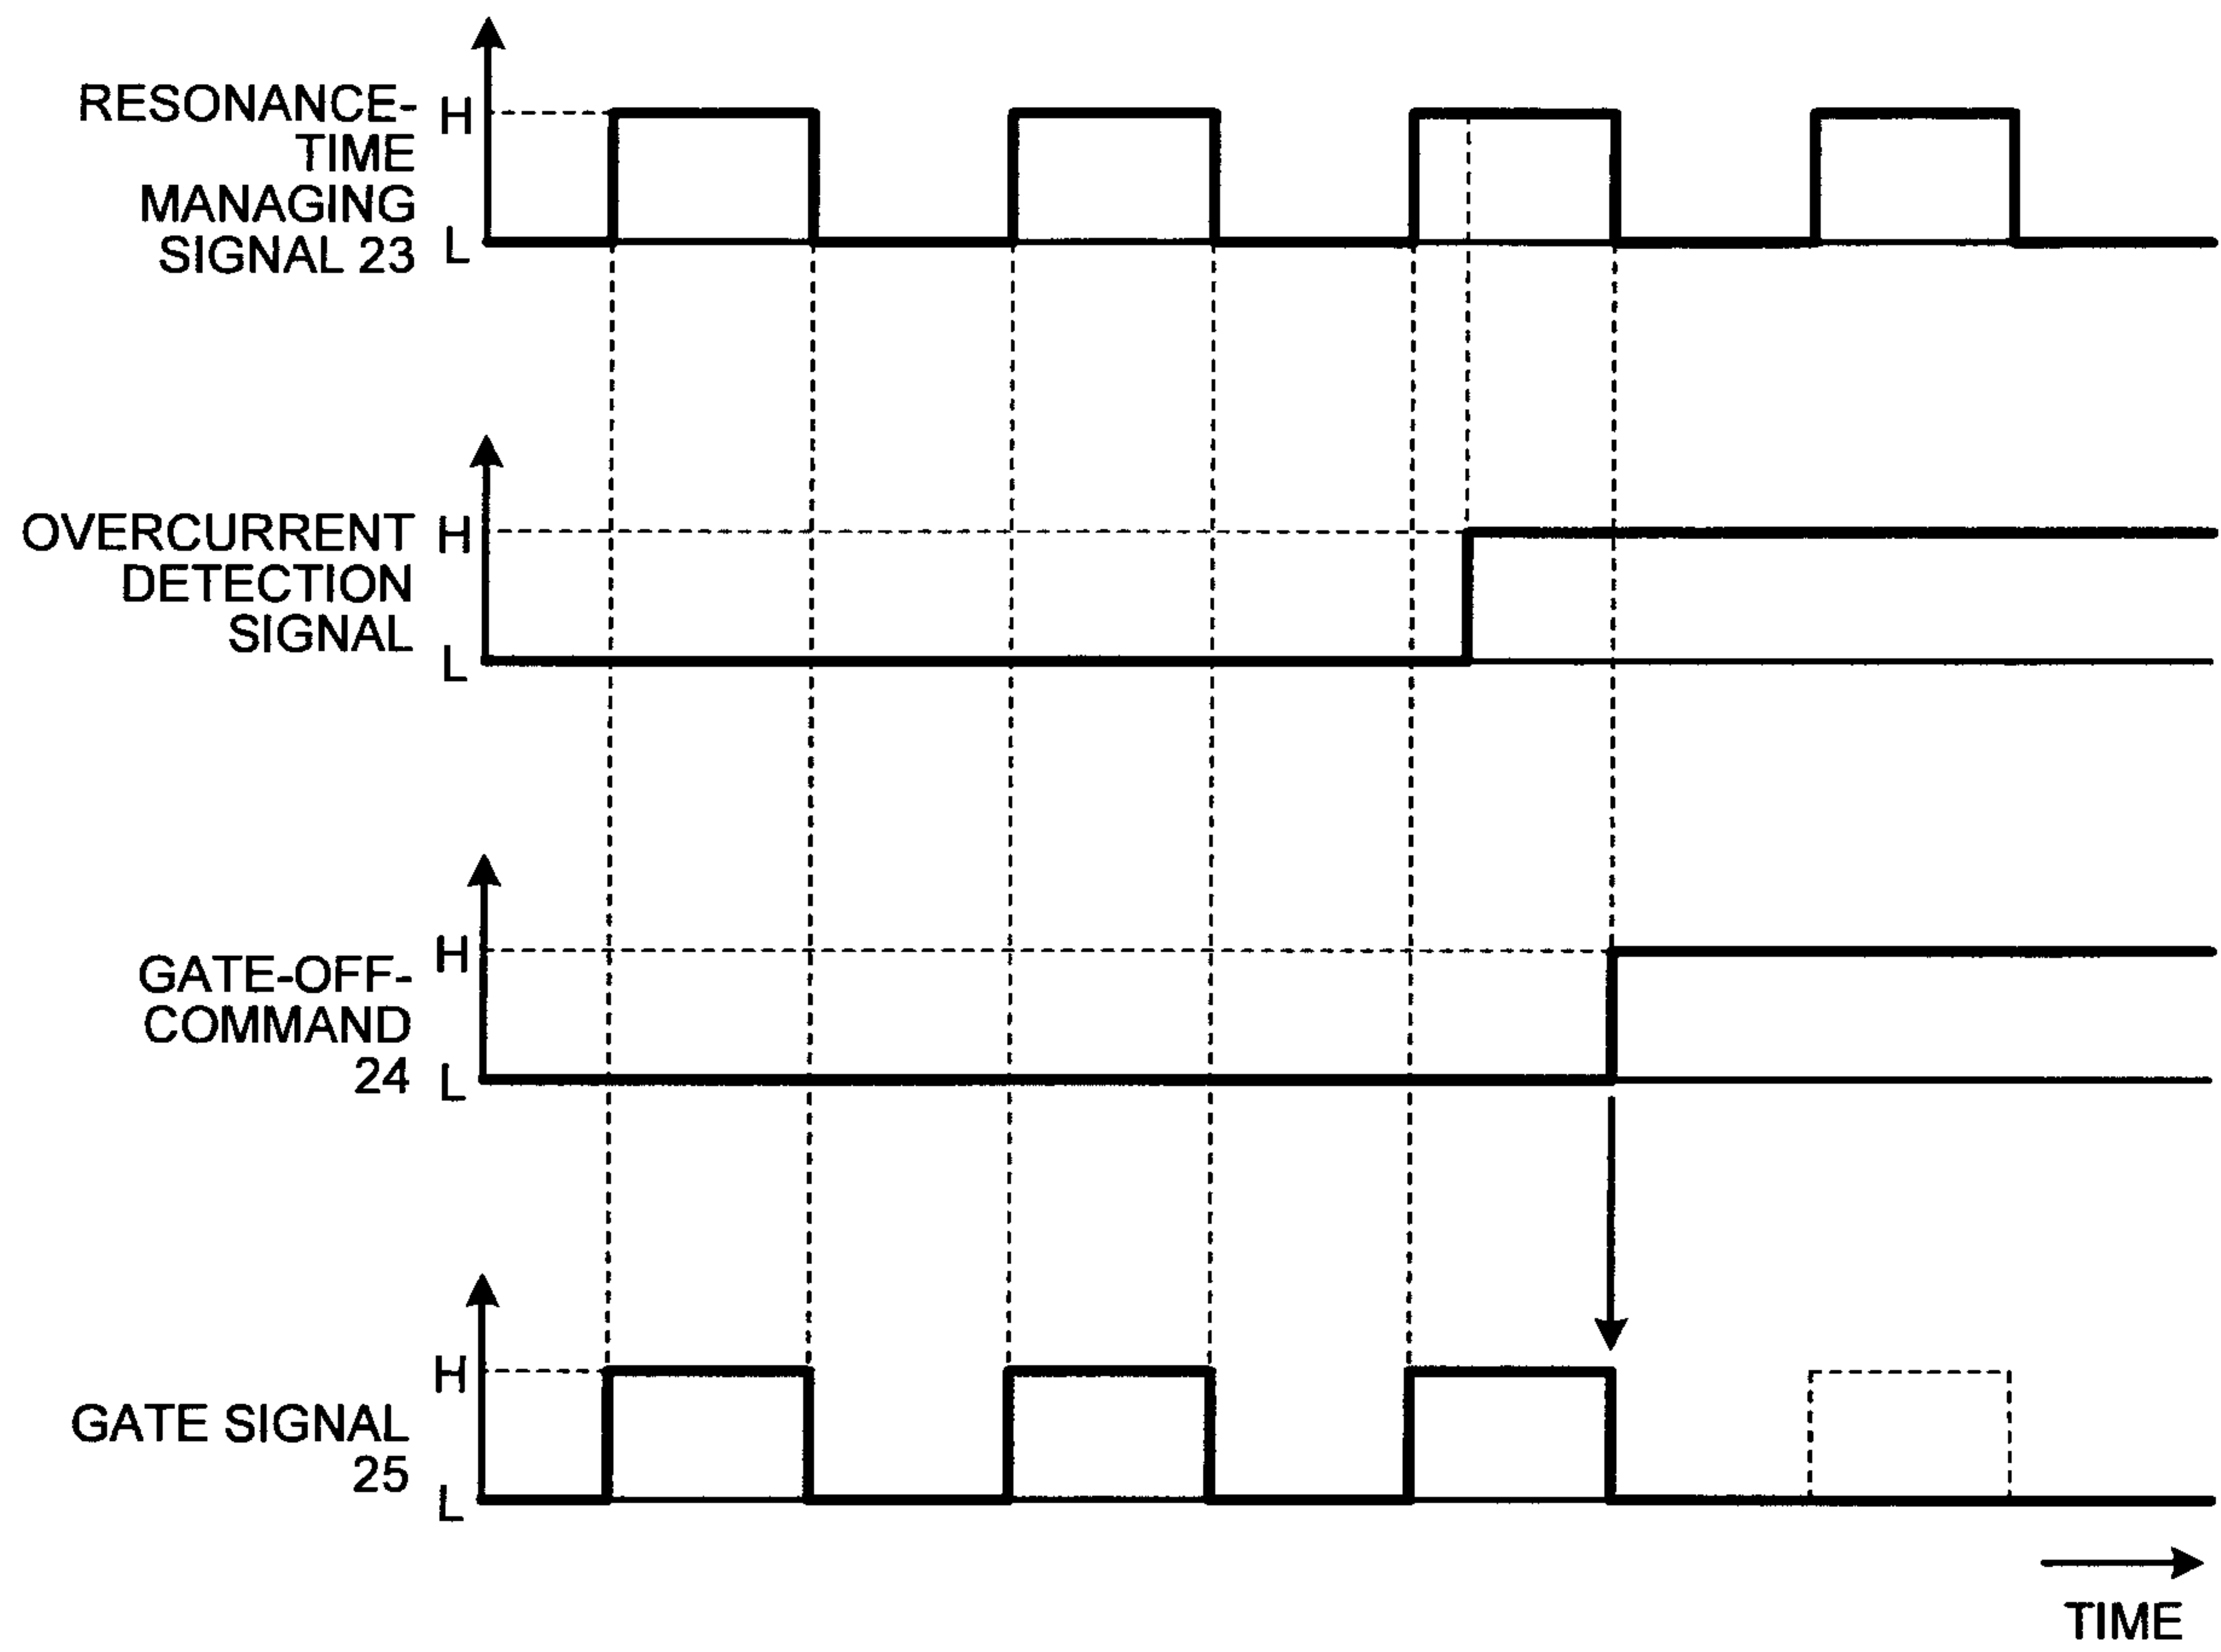 RESONANCE-
TIME
MANAGING
SIGNAL 23
H
L
OVERCURRENT
DETECTION
SIGNAL
H
L
GATE-OFF-
COMMAND
24
H
L
GATE SIGNAL
25
H
L
TIME